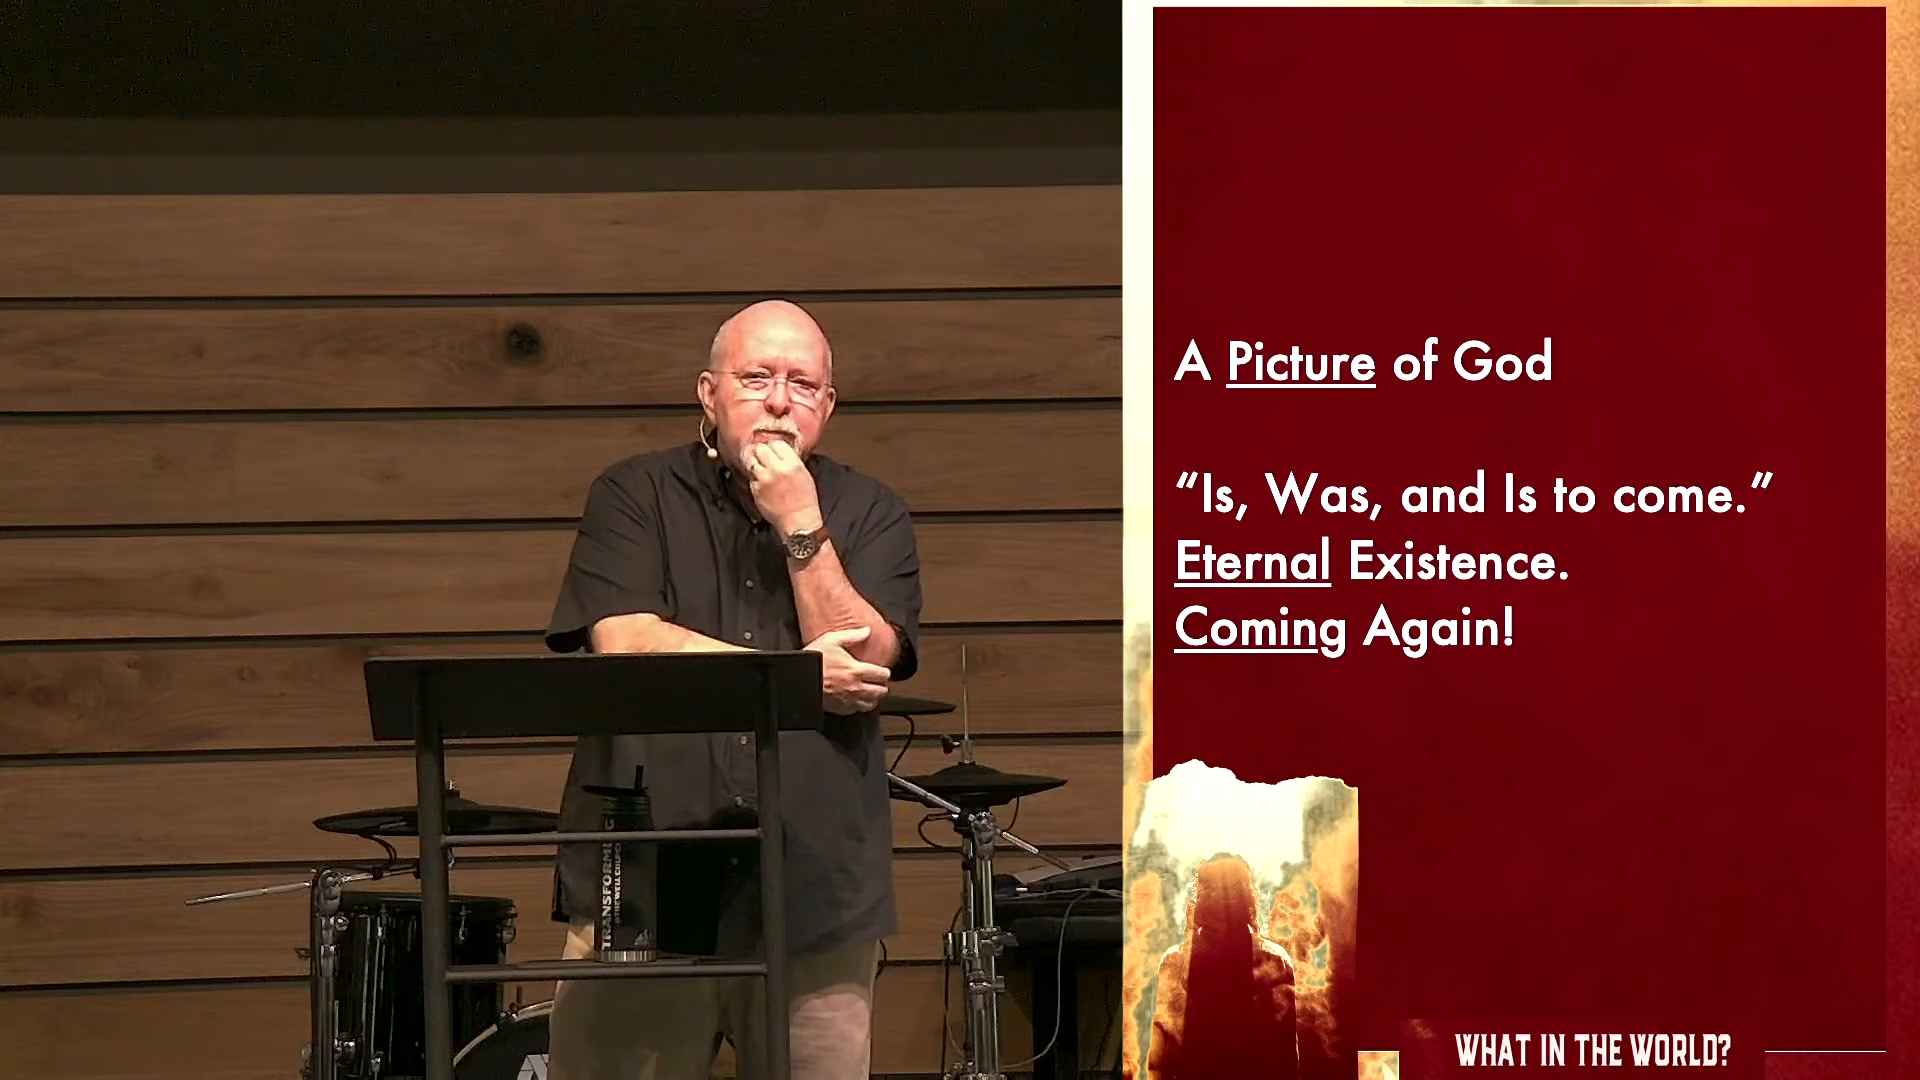 A Picture of God
“Is, Was, and Is to come.”
Eternal Existence.
Coming Again!
WHAT IN THE WORLD?
TRANSFORMING